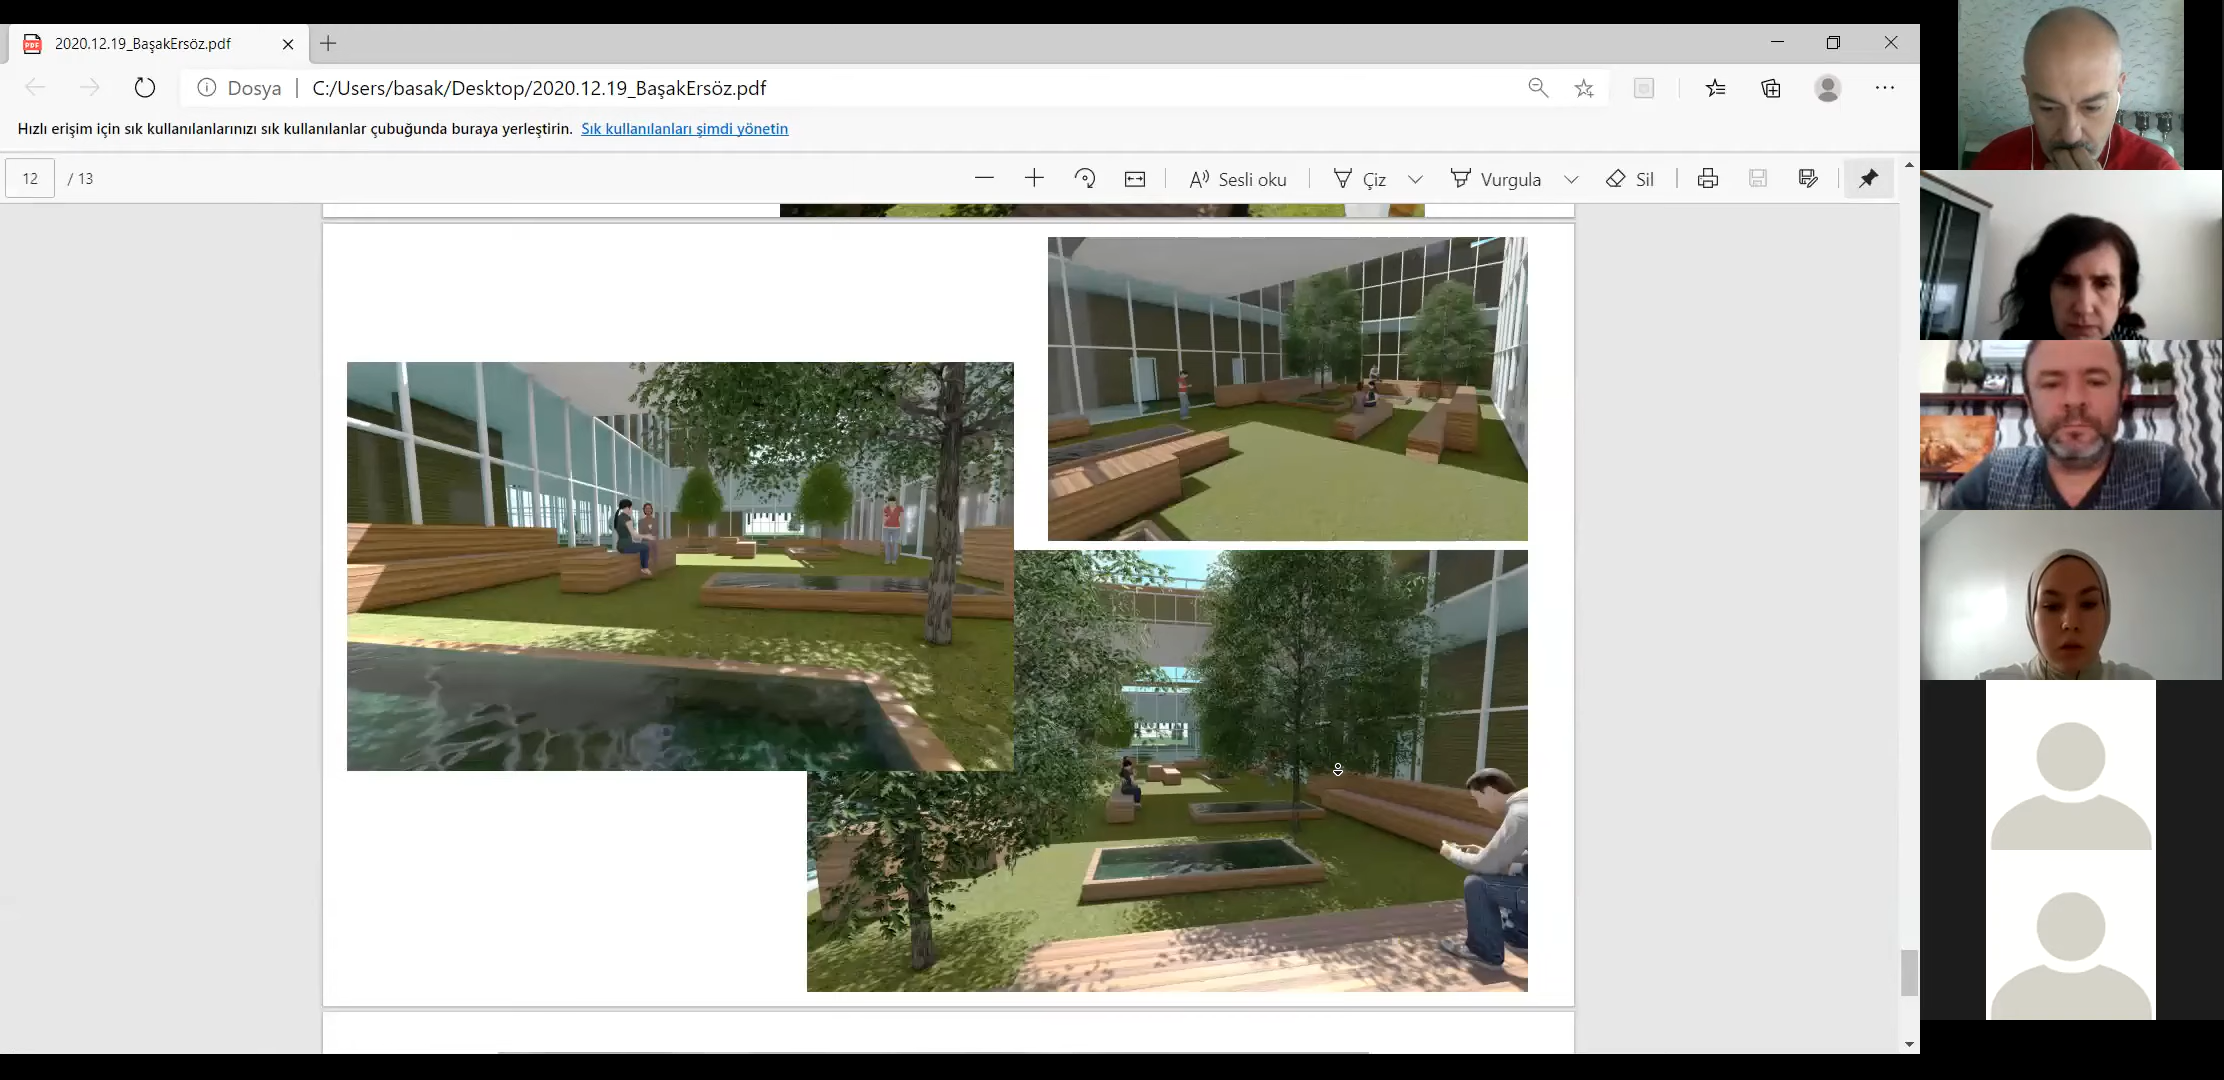 2020.12.19_BaşakErsöz.pdf
Dosya | C:/Users/basak/Desktop/2020.12.19_BaşakErsöz.pdf
Hızlı erişim için sık kullanılanlarınızı sık kullanılanlar çubuğunda buraya yerleştirin. Sık kullanılanları şimdi yönetin
12 / 13 Sesli oku Çiz Vurgula Sil